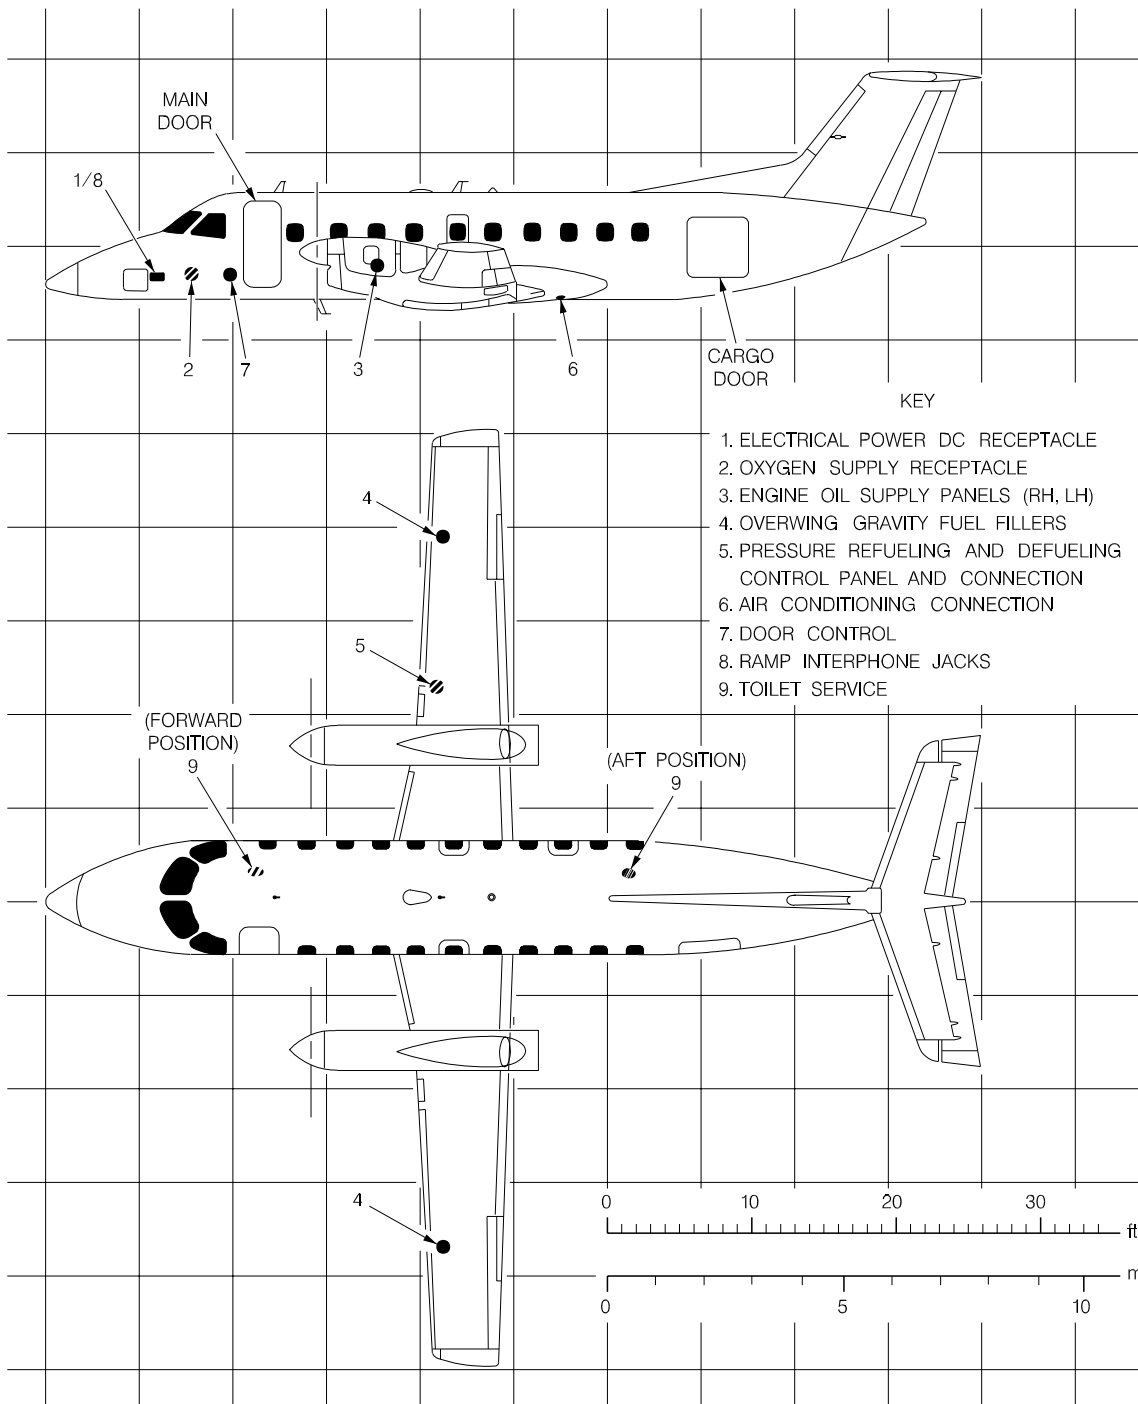 MAIN
DOOR
1/8
2
7
3
6
CARGO
DOOR
KEY
1. ELECTRICAL POWER DC RECEPTACLE
2. OXYGEN SUPPLY RECEPTACLE
3. ENGINE OIL SUPPLY PANELS (RH, LH)
4. OVERWING GRAVITY FUEL FILLERS
5. PRESSURE REFUELING AND DEFUELING
CONTROL PANEL AND CONNECTION
6. AIR CONDITIONING CONNECTION
7. DOOR CONTROL
8. RAMP INTERPHONE JACKS
9. TOILET SERVICE
4
5
(FORWARD
POSITION)
9
(AFT POSITION)
9
4
0 10 20 30
ft
m
0 5 10